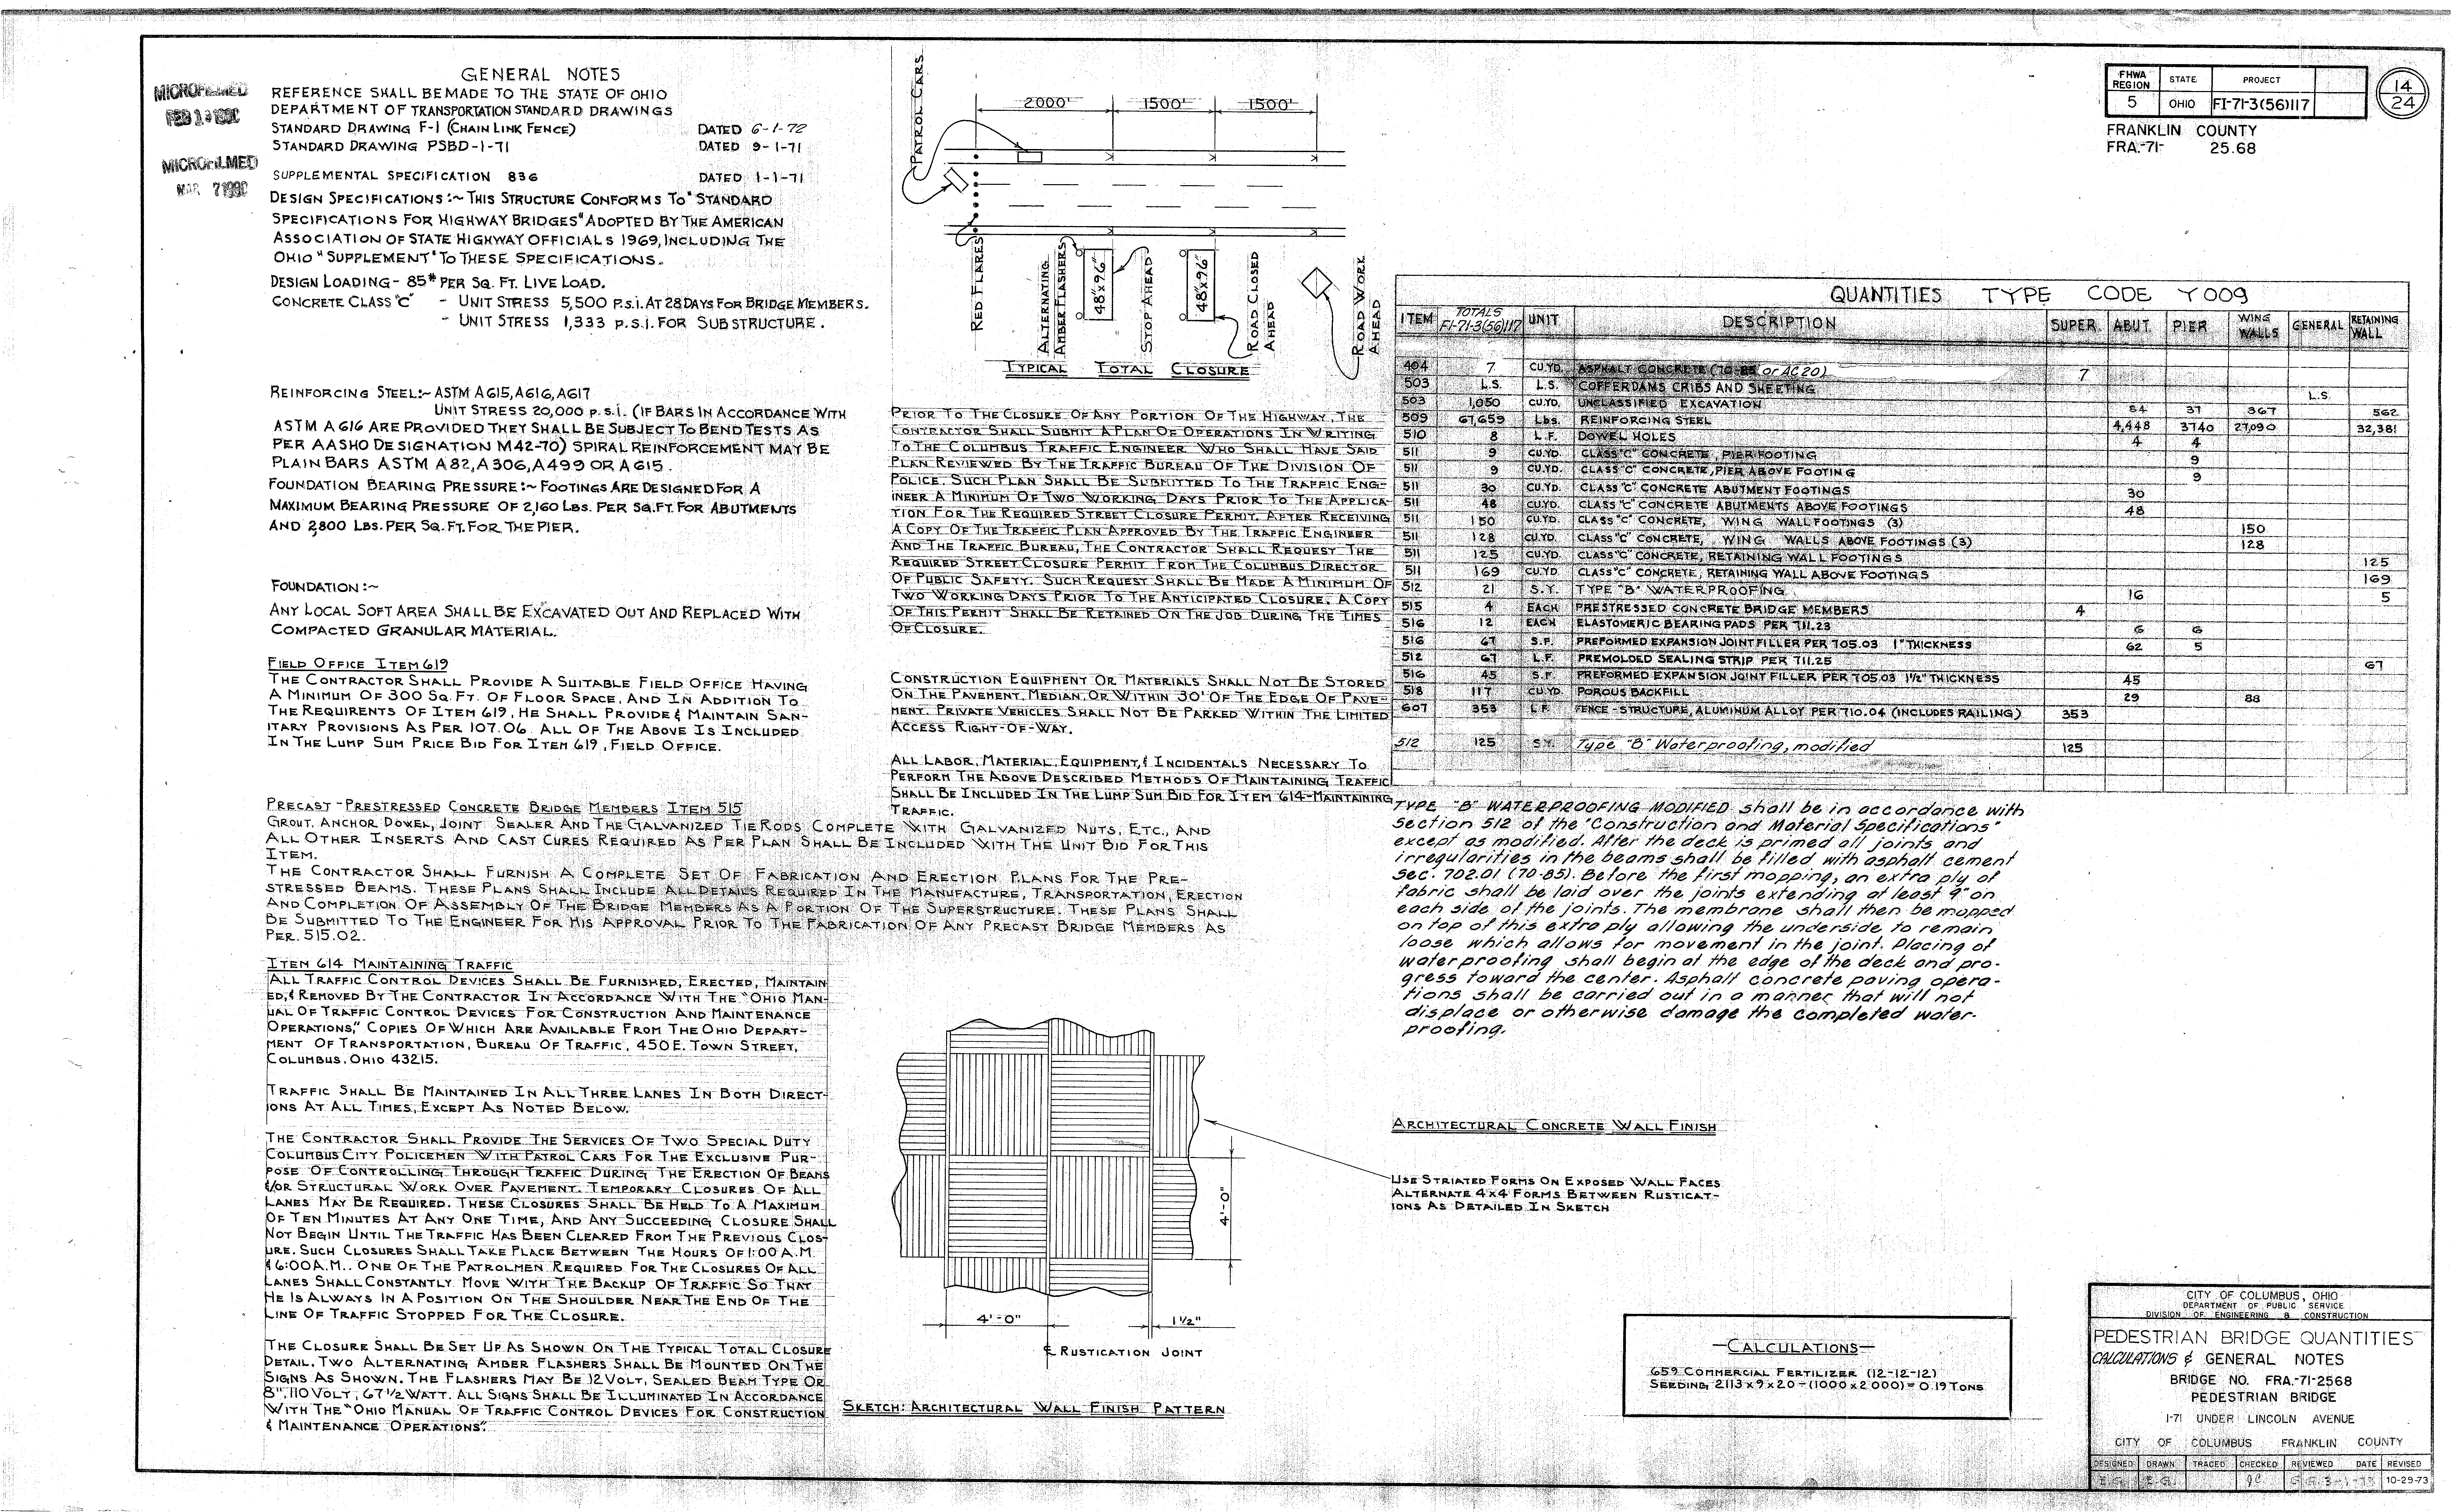 MICROFILMED
MICROFILMED
MAR 7 1990
GENERAL NOTES
REFERENCE SHALL BE MADE TO THE STATE OF OHIO
DEPARTMENT OF TRANSPORTATION STANDARD DRAWINGS
STANDARD DRAWING F-1 (CHAIN LINK FENCE) DATED 6-1-72
STANDARD DRAWING PSBD-1-71 DATED 9-1-71
SUPPLEMENTAL SPECIFICATION 836 DATED 1-1-71
DESIGN SPECIFICATIONS:~ THIS STRUCTURE CONFORMS TO "STANDARD
SPECIFICATIONS FOR HIGHWAY BRIDGES" ADOPTED BY THE AMERICAN
ASSOCIATION OF STATE HIGHWAY OFFICIALS 1969, INCLUDING THE
OHIO "SUPPLEMENT" TO THESE SPECIFICATIONS.
DESIGN LOADING - 85# PER SQ. FT. LIVE LOAD.
CONCRETE CLASS "C" - UNIT STRESS 5,500 P.S.I. AT 28 DAYS FOR BRIDGE MEMBERS.
- UNIT STRESS 1,333 P.S.I. FOR SUBSTRUCTURE.
REINFORCING STEEL:~ ASTM A615, A616, A617
UNIT STRESS 20,000 P.S.I. (IF BARS IN ACCORDANCE WITH
ASTM A616 ARE PROVIDED THEY SHALL BE SUBJECT TO BEND TESTS AS
PER AASHO DESIGNATION M42-70) SPIRAL REINFORCEMENT MAY BE
PLAIN BARS ASTM A82, A306, A499 OR A615.
FOUNDATION BEARING PRESSURE:~ FOOTINGS ARE DESIGNED FOR A
MAXIMUM BEARING PRESSURE OF 2,160 LBS. PER SQ. FT. FOR ABUTMENTS
AND 2,800 LBS. PER SQ. FT. FOR THE PIER.
FOUNDATION:~
ANY LOCAL SOFT AREA SHALL BE EXCAVATED OUT AND REPLACED WITH
COMPACTED GRANULAR MATERIAL.
FIELD OFFICE ITEM 619
THE CONTRACTOR SHALL PROVIDE A SUITABLE FIELD OFFICE HAVING
A MINIMUM OF 300 SQ. FT. OF FLOOR SPACE, AND IN ADDITION TO
THE REQUIRENTS OF ITEM 619, HE SHALL PROVIDE & MAINTAIN SAN-
ITARY PROVISIONS AS PER 107.06. ALL OF THE ABOVE IS INCLUDED
IN THE LUMP SUM PRICE BID FOR ITEM 619, FIELD OFFICE.
PRECAST-PRESTRESSED CONCRETE BRIDGE MEMBERS ITEM 515
GROUT, ANCHOR DOWEL, JOINT SEALER AND THE GALVANIZED TIE RODS COMPLETE WITH GALVANIZED NUTS, ETC., AND
ALL OTHER INSERTS AND CAST CURES REQUIRED AS PER PLAN SHALL BE INCLUDED WITH THE UNIT BID FOR THIS
ITEM.
THE CONTRACTOR SHALL FURNISH A COMPLETE SET OF FABRICATION AND ERECTION PLANS FOR THE PRE-
STRESSED BEAMS. THESE PLANS SHALL INCLUDE ALL DETAILS REQUIRED IN THE MANUFACTURE, TRANSPORTATION, ERECTION
AND COMPLETION OF ASSEMBLY OF THE BRIDGE MEMBERS AS A PORTION OF THE SUPERSTRUCTURE. THESE PLANS SHALL
BE SUBMITTED TO THE ENGINEER FOR HIS APPROVAL PRIOR TO THE FABRICATION OF ANY PRECAST BRIDGE MEMBERS AS
PER. 515.02.
ITEM 614 MAINTAINING TRAFFIC
ALL TRAFFIC CONTROL DEVICES SHALL BE FURNISHED, ERECTED, MAINTAIN
ED, & REMOVED BY THE CONTRACTOR IN ACCORDANCE WITH THE "OHIO MAN-
UAL OF TRAFFIC CONTROL DEVICES FOR CONSTRUCTION AND MAINTENANCE
OPERATIONS," COPIES OF WHICH ARE AVAILABLE FROM THE OHIO DEPART-
MENT OF TRANSPORTATION, BUREAU OF TRAFFIC, 450 E. TOWN STREET,
COLUMBUS, OHIO 43215.
TRAFFIC SHALL BE MAINTAINED IN ALL THREE LANES IN BOTH DIRECT-
IONS AT ALL TIMES, EXCEPT AS NOTED BELOW.
THE CONTRACTOR SHALL PROVIDE THE SERVICES OF TWO SPECIAL DUTY
COLUMBUS CITY POLICEMEN WITH PATROL CARS FOR THE EXCLUSIVE PUR-
POSE OF CONTROLLING THROUGH TRAFFIC DURING THE ERECTION OF BEAMS
&/OR STRUCTURAL WORK OVER PAVEMENT. TEMPORARY CLOSURES OF ALL
LANES MAY BE REQUIRED. THESE CLOSURES SHALL BE HELD TO A MAXIMUM
OF TEN MINUTES AT ANY ONE TIME, AND ANY SUCCEEDING CLOSURE SHALL
NOT BEGIN UNTIL THE TRAFFIC HAS BEEN CLEARED FROM THE PREVIOUS CLOS-
URE. SUCH CLOSURES SHALL TAKE PLACE BETWEEN THE HOURS OF 1:00 A.M.
& 6:00 A.M.. ONE OF THE PATROLMEN REQUIRED FOR THE CLOSURES OF ALL
LANES SHALL CONSTANTLY MOVE WITH THE BACKUP OF TRAFFIC SO THAT
HE IS ALWAYS IN A POSITION ON THE SHOULDER NEAR THE END OF THE
LINE OF TRAFFIC STOPPED FOR THE CLOSURE.
THE CLOSURE SHALL BE SET UP AS SHOWN ON THE TYPICAL TOTAL CLOSURE
DETAIL. TWO ALTERNATING AMBER FLASHERS SHALL BE MOUNTED ON THE
SIGNS AS SHOWN. THE FLASHERS MAY BE 12 VOLT, SEALED BEAM TYPE OR
8", 110 VOLT, 67 1/2 WATT. ALL SIGNS SHALL BE ILLUMINATED IN ACCORDANCE
WITH THE "OHIO MANUAL OF TRAFFIC CONTROL DEVICES FOR CONSTRUCTION
& MAINTENANCE OPERATIONS".
PATROL CARS.
2000' 1500' 1500'
RED FLARES
ALTERNATING
AMBER FLASHERS
48"x96"
STOP AHEAD
48"x96"
ROAD CLOSED
AHEAD
ROAD WORK
AHEAD
TYPICAL TOTAL CLOSURE
PRIOR TO THE CLOSURE OF ANY PORTION OF THE HIGHWAY, THE
CONTRACTOR SHALL SUBMIT A PLAN OF OPERATIONS IN WRITING
TO THE COLUMBUS TRAFFIC ENGINEER WHO SHALL HAVE SAID
PLAN REVIEWED BY THE TRAFFIC BUREAU OF THE DIVISION OF
POLICE. SUCH PLAN SHALL BE SUBMITTED TO THE TRAFFIC ENG-
INEER A MINIMUM OF TWO WORKING DAYS PRIOR TO THE APPLICA-
TION FOR THE REQUIRED STREET CLOSURE PERMIT. AFTER RECEIVING
A COPY OF THE TRAFFIC PLAN APPROVED BY THE TRAFFIC ENGINEER
AND THE TRAFFIC BUREAU, THE CONTRACTOR SHALL REQUEST THE
REQUIRED STREET CLOSURE PERMIT FROM THE COLUMBUS DIRECTOR
OF PUBLIC SAFETY. SUCH REQUEST SHALL BE MADE A MINIMUM OF
TWO WORKING DAYS PRIOR TO THE ANTICIPATED CLOSURE. A COPY
OF THIS PERMIT SHALL BE RETAINED ON THE JOB DURING THE TIMES
OF CLOSURE.
CONSTRUCTION EQUIPMENT OR MATERIALS SHALL NOT BE STORED
ON THE PAVEMENT, MEDIAN, OR WITHIN 30' OF THE EDGE OF PAVE-
MENT. PRIVATE VEHICLES SHALL NOT BE PARKED WITHIN THE LIMITED
ACCESS RIGHT-OF-WAY.
ALL LABOR, MATERIAL, EQUIPMENT, & INCIDENTALS NECESSARY TO
PERFORM THE ABOVE DESCRIBED METHODS OF MAINTAINING TRAFFIC
SHALL BE INCLUDED IN THE LUMP SUM BID FOR ITEM 614-MAINTAINING
TRAFFIC.
4'-0"
4'-0" 1 1/2"
℄ RUSTICATION JOINT
SKETCH: ARCHITECTURAL WALL FINISH PATTERN
FHWA REGION STATE PROJECT
5 OHIO FI-71-3(56)117
14
24
FRANKLIN COUNTY
FRA.-71- 25.68
QUANTITIES TYPE CODE Y009
ITEM TOTALS FI-71-3(56)117 UNIT DESCRIPTION SUPER. ABUT. PIER WING WALLS GENERAL RETAINING WALL
404 7 CU.YD. ASPHALT CONCRETE (70-85 or AC 20) 7
503 L.S. L.S. COFFERDAMS CRIBS AND SHEETING L.S.
503 1,050 CU.YD. UNCLASSIFIED EXCAVATION 84 37 367 562
509 67,659 Lbs. REINFORCING STEEL 4,448 3740 27,090 32,381
510 8 L.F. DOWEL HOLES 4 4
511 9 CU.YD. CLASS "C" CONCRETE, PIER FOOTING 9
511 9 CU.YD. CLASS "C" CONCRETE, PIER ABOVE FOOTING 9
511 30 CU.YD. CLASS "C" CONCRETE ABUTMENT FOOTINGS 30
511 48 CU.YD. CLASS "C" CONCRETE ABUTMENTS ABOVE FOOTINGS 48
511 150 CU.YD. CLASS "C" CONCRETE, WING WALL FOOTINGS (3) 150
511 128 CU.YD. CLASS "C" CONCRETE, WING WALLS ABOVE FOOTINGS (3) 128
511 125 CU.YD. CLASS "C" CONCRETE, RETAINING WALL FOOTINGS 125
511 169 CU.YD. CLASS "C" CONCRETE, RETAINING WALL ABOVE FOOTINGS 169
512 21 S.Y. TYPE "B" WATERPROOFING 16 5
515 4 EACH PRESTRESSED CONCRETE BRIDGE MEMBERS 4
516 12 EACH ELASTOMERIC BEARING PADS PER 711.23 6 6
516 67 S.F. PREFORMED EXPANSION JOINT FILLER PER 705.03 1" THICKNESS 62 5
512 67 L.F. PREMOLDED SEALING STRIP PER 711.25 67
516 45 S.F. PREFORMED EXPANSION JOINT FILLER PER 705.03 1 1/2" THICKNESS 45
518 117 CU.YD POROUS BACKFILL 29 88
607 353 L.F. FENCE-STRUCTURE, ALUMINUM ALLOY PER 710.04 (INCLUDES RAILING) 353
512 125 S.Y. Type "B" Waterproofing, modified 125
TYPE "B" WATERPROOFING MODIFIED shall be in accordance with
Section 512 of the "Construction and Material Specifications"
except as modified. After the deck is primed all joints and
irregularities in the beams shall be filled with asphalt cement
Sec. 702.01 (70-85). Before the first mopping, an extra ply of
fabric shall be laid over the joints extending at least 9" on
each side of the joints. The membrane shall then be mopped
on top of this extra ply allowing the underside to remain
loose which allows for movement in the joint. Placing of
waterproofing shall begin at the edge of the deck and pro-
gress toward the center. Asphalt concrete paving opera-
tions shall be carried out in a manner that will not
displace or otherwise damage the completed water-
proofing.
ARCHITECTURAL CONCRETE WALL FINISH
USE STRIATED FORMS ON EXPOSED WALL FACES
ALTERNATE 4x4 FORMS BETWEEN RUSTICAT-
IONS AS DETAILED IN SKETCH
CALCULATIONS
659 COMMERCIAL FERTILIZER (12-12-12)
SEEDING 2113 x 9 x 20 ÷ (1000 x 2000) = 0.19 TONS
CITY OF COLUMBUS, OHIO
DEPARTMENT OF PUBLIC SERVICE
DIVISION OF ENGINEERING & CONSTRUCTION
PEDESTRIAN BRIDGE QUANTITIES
CALCULATIONS & GENERAL NOTES
BRIDGE NO. FRA.-71-2568
PEDESTRIAN BRIDGE
I-71 UNDER LINCOLN AVENUE
CITY OF COLUMBUS FRANKLIN COUNTY
DESIGNED DRAWN TRACED CHECKED REVIEWED DATE REVISED
E.G. E.G. 10-29-73